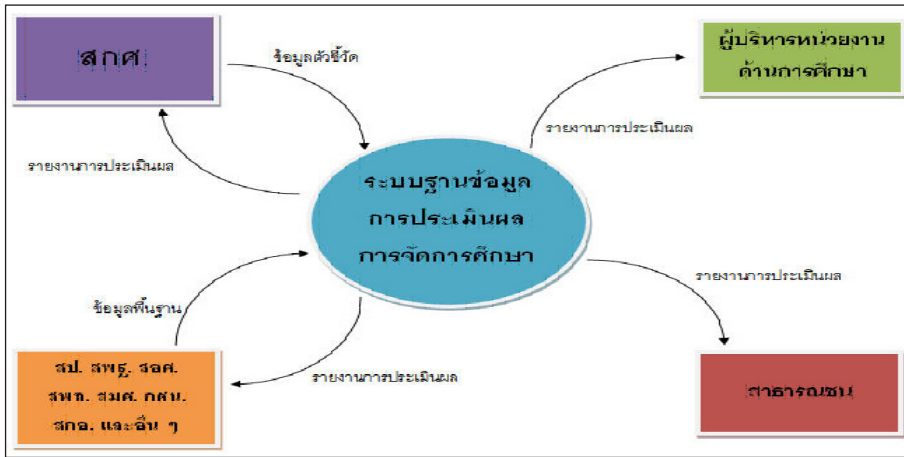 สกศ.
ข้อมูลตัวชี้วัด
ผู้บริหารหน่วยงาน
ด้านการศึกษา
รายงานการประเมินผล
รายงานการประเมินผล
ระบบฐานข้อมูล
การประเมินผล
การจัดการศึกษา
รายงานการประเมินผล
ข้อมูลพื้นฐาน
สป. สพฐ. สอศ.
สทศ. สมศ. กศน.
สกอ. และอื่น ๆ
รายงานการประเมินผล
สาธารณชน